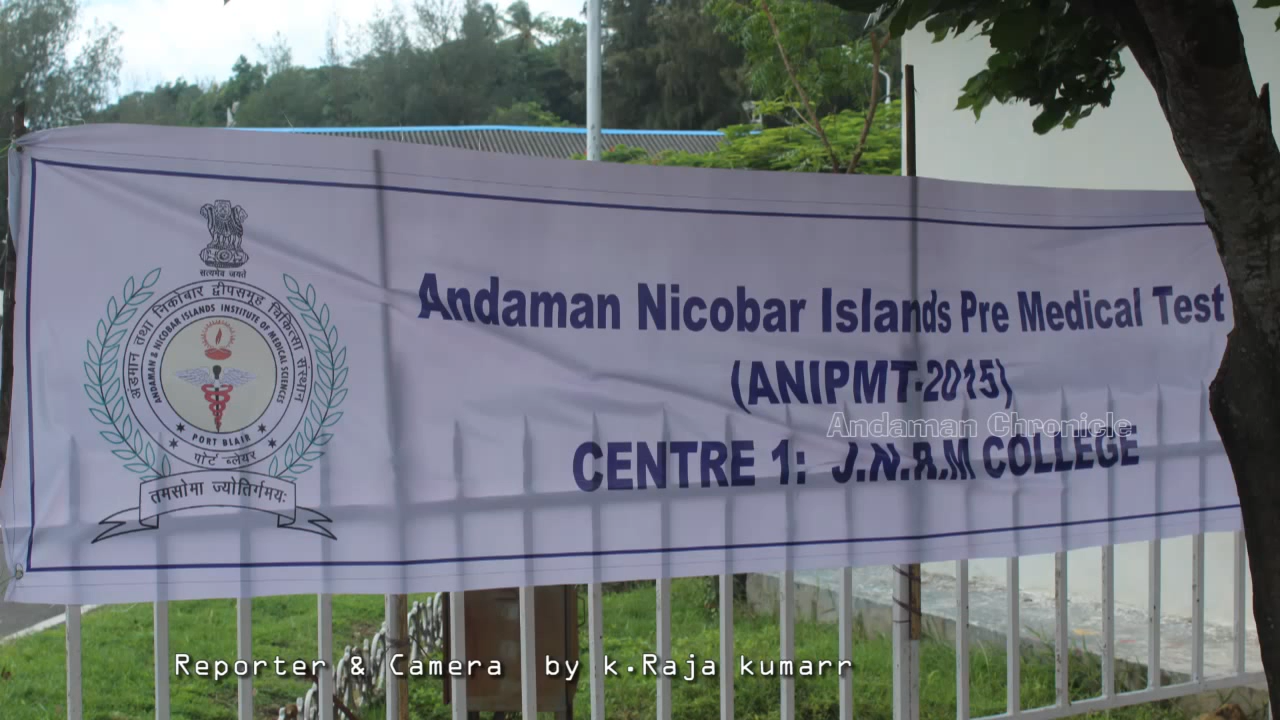 सत्यमेव जयते
अंडमान तथा निकोबार द्वीपसमूह चिकित्सा संस्थान
ANDAMAN & NICOBAR ISLANDS INSTITUTE OF MEDICAL SCIENCES
PORT BLAIR
पोर्ट ब्लेयर
तमसोमा ज्योतिर्गमयः
Andaman Nicobar Islands Pre Medical Test
(ANIPMT-2015)
Andaman Chronicle
CENTRE 1: J.N.R.M COLLEGE
Reporter & Camera by k.Raja kumarr